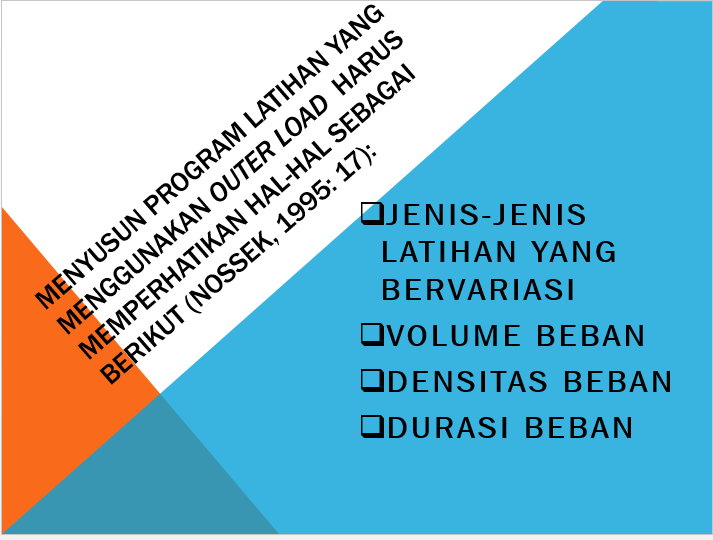 MENYUSUN PROGRAM LATIHAN YANG
MENGGUNAKAN OUTER LOAD HARUS
MEMPERHATIKAN HAL-HAL SEBAGAI
BERIKUT (NOSSEK, 1995: 17):
❑JENIS-JENIS
LATIHAN YANG
BERVARIASI
❑VOLUME BEBAN
❑DENSITAS BEBAN
❑DURASI BEBAN